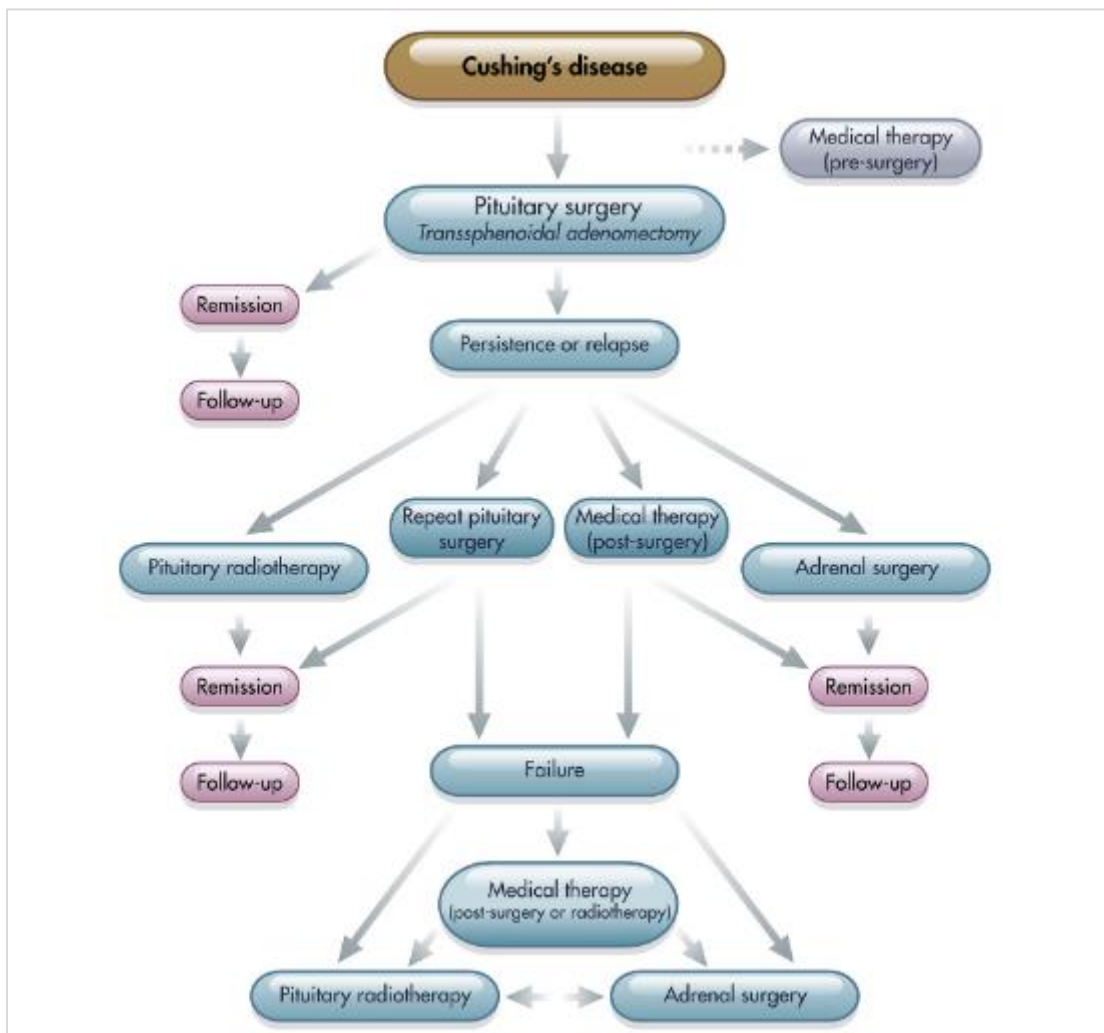 Cushing's disease
Medical therapy
(pre-surgery)
Pituitary surgery
Transsphenoidal adenomectomy
Remission
Persistence or relapse
Follow-up
Repeat pituitary
surgery
Medical therapy
(post-surgery)
Pituitary radiotherapy
Adrenal surgery
Remission
Remission
Failure
Follow-up
Follow-up
Medical therapy
(post-surgery or radiotherapy)
Pituitary radiotherapy
Adrenal surgery